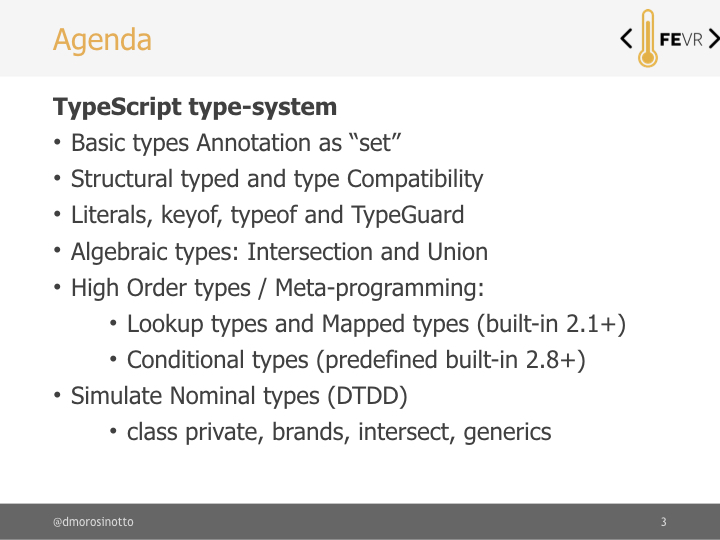 Agenda
FEVR
TypeScript type-system
• Basic types Annotation as “set”
• Structural typed and type Compatibility
• Literals, keyof, typeof and TypeGuard
• Algebraic types: Intersection and Union
• High Order types / Meta-programming:
• Lookup types and Mapped types (built-in 2.1+)
• Conditional types (predefined built-in 2.8+)
• Simulate Nominal types (DTDD)
• class private, brands, intersect, generics
@dmorosinotto
3